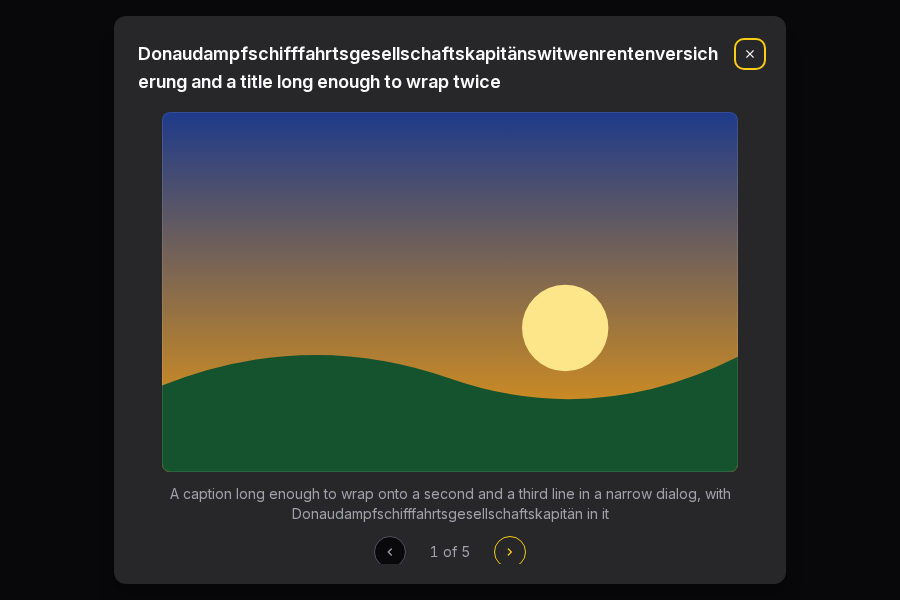 Donaudampfschifffahrtsgesellschaftskapitänswitwenrentenversich
erung and a title long enough to wrap twice
A caption long enough to wrap onto a second and a third line in a narrow dialog, with
Donaudampfschifffahrtsgesellschaftskapitän in it
1 of 5